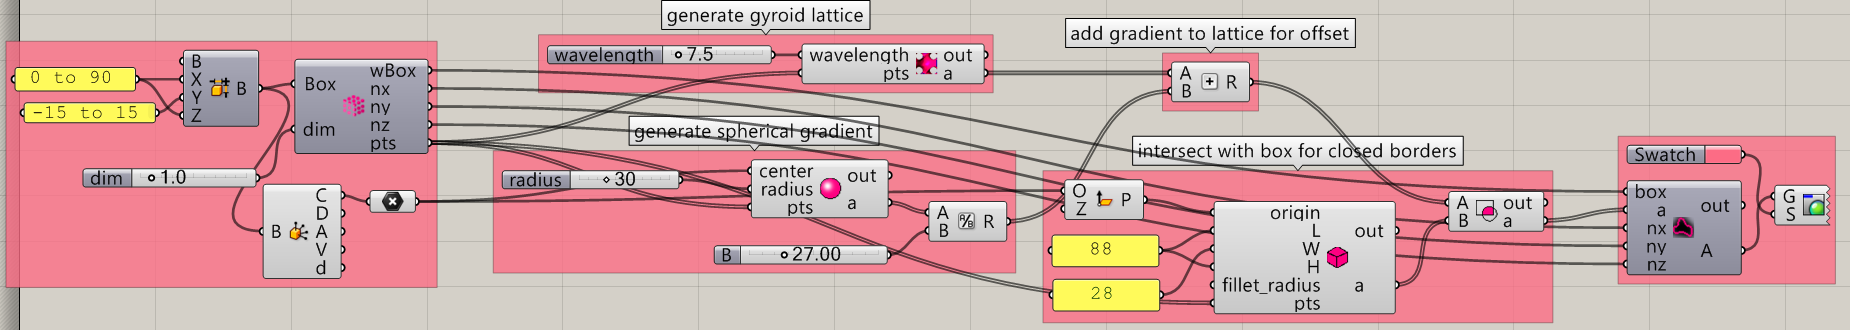 generate gyroid lattice
add gradient to lattice for offset
0 to 90
-15 to 15
B
X
Y
Z
B
Box
dim
wBox
nx
ny
nz
pts
dim 1.0
B
C
D
A
V
d
wavelength 7.5
wavelength
pts
out
a
generate spherical gradient
radius 30
center
radius
pts
out
a
B 27.00
A
B
A/B
R
A
B
+
R
intersect with box for closed borders
O
Z
P
88
28
origin
L
W
H
fillet_radius
pts
out
a
A
B
out
a
Swatch
box
a
nx
ny
nz
out
A
G
S